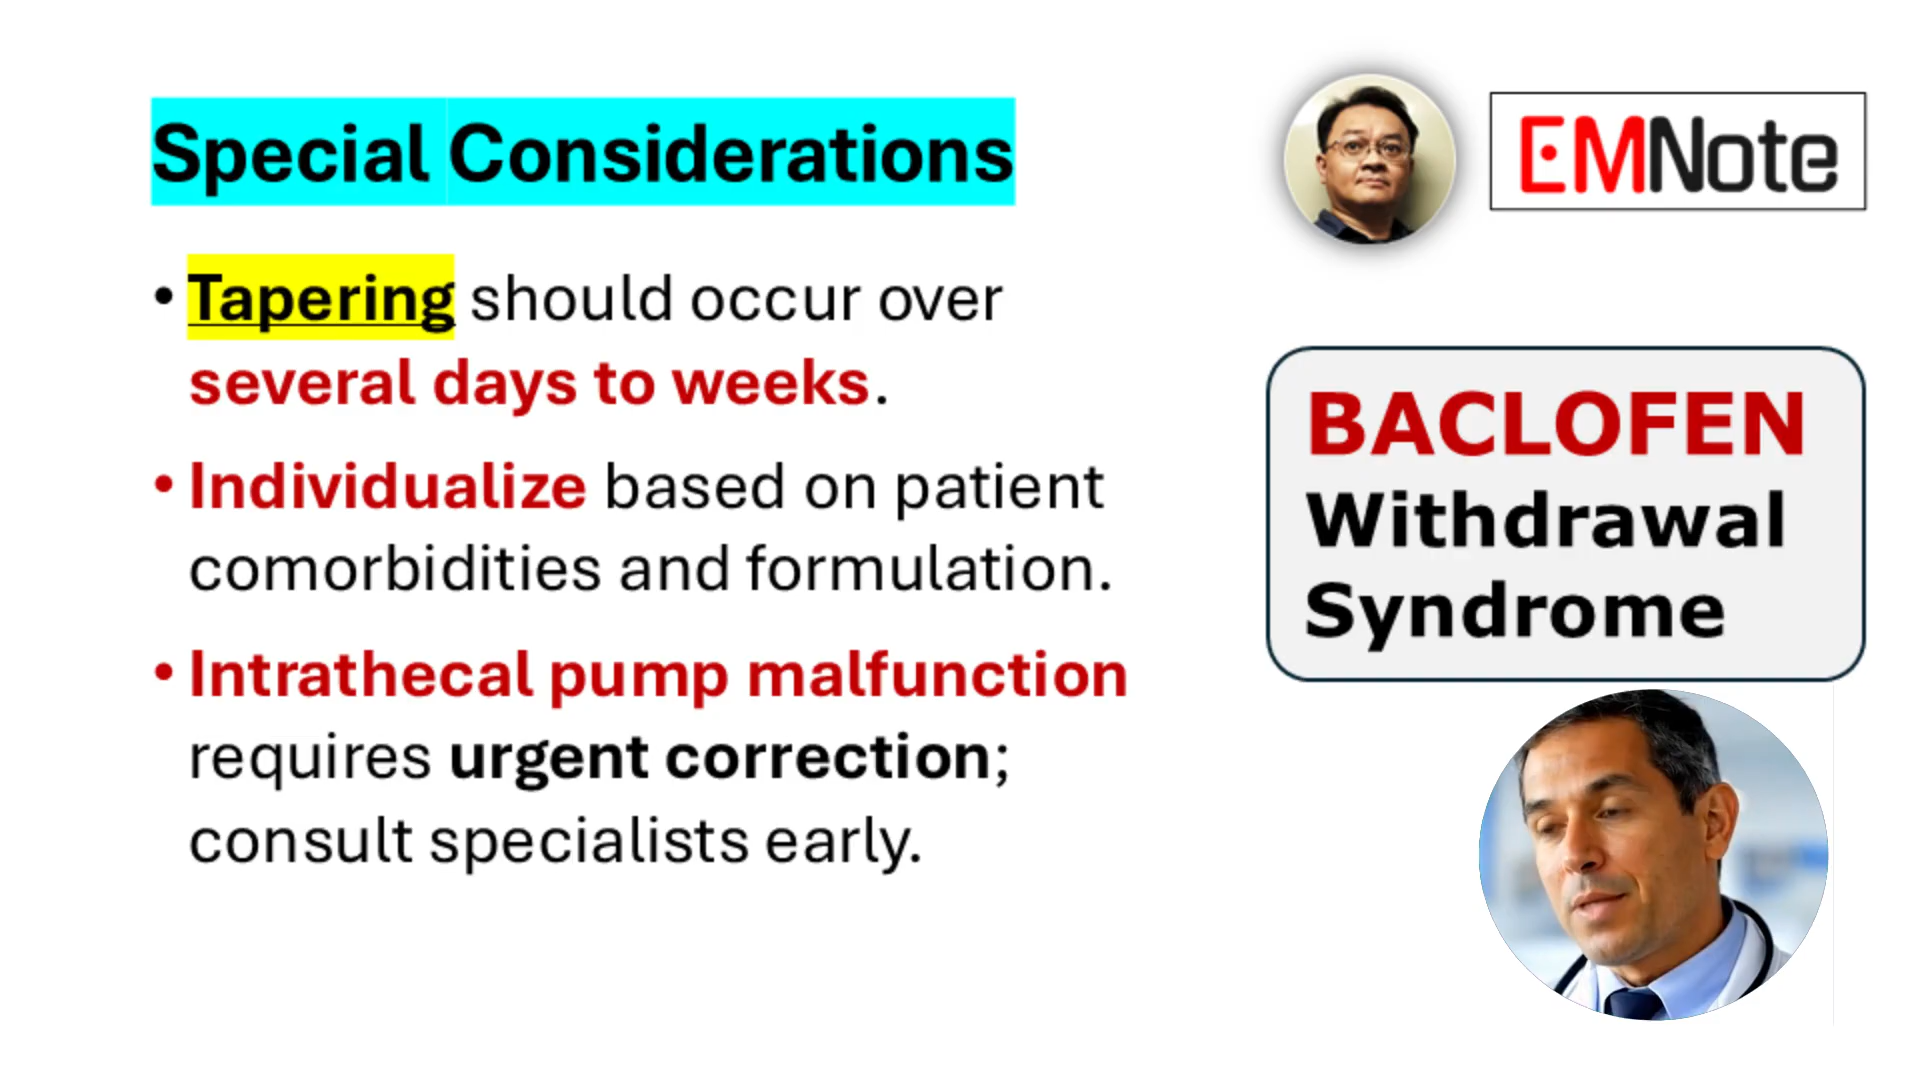 Special Considerations
• Tapering should occur over
several days to weeks.
• Individualize based on patient
comorbidities and formulation.
• Intrathecal pump malfunction
requires urgent correction;
consult specialists early.
EMNote
BACLOFEN
Withdrawal
Syndrome